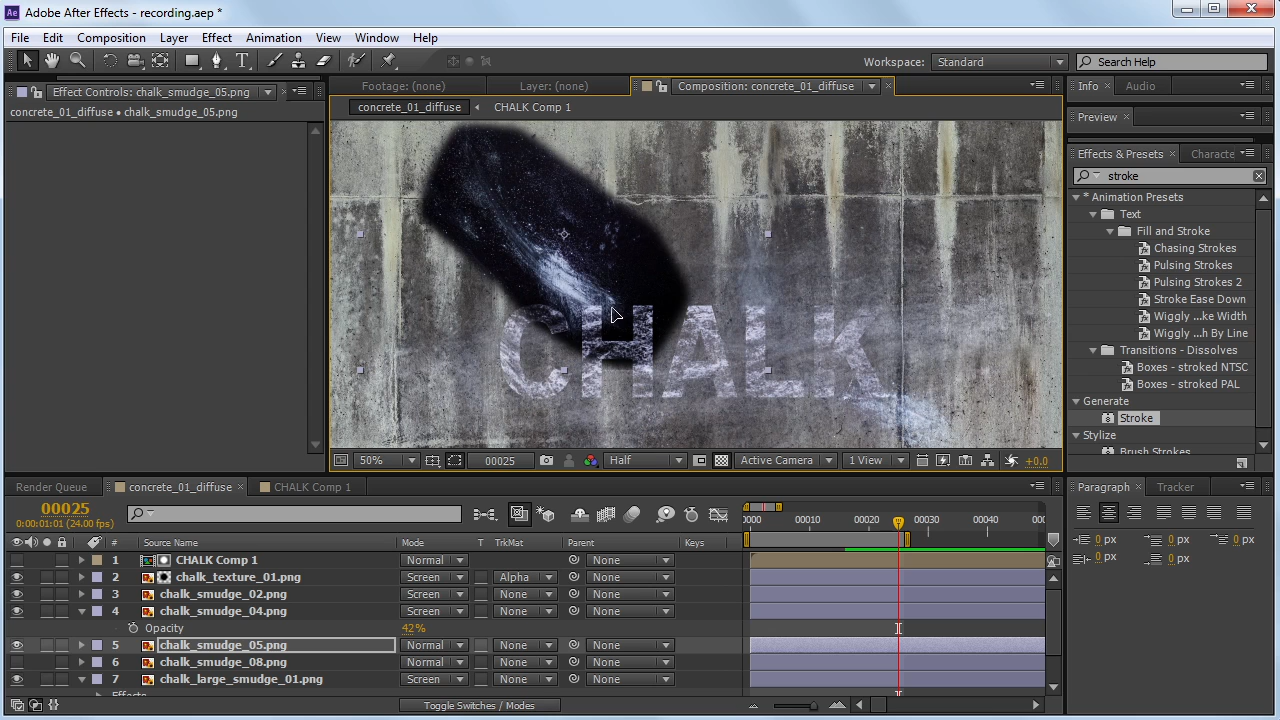 Adobe After Effects - recording.aep *
File Edit Composition Layer Effect Animation View Window Help
Workspace: Standard Search Help
Effect Controls: chalk_smudge_05.png Footage: (none) Layer: (none) Composition: concrete_01_diffuse Info Audio
concrete_01_diffuse • chalk_smudge_05.png concrete_01_diffuse CHALK Comp 1
Preview
Effects & Presets Characte
stroke
* Animation Presets
Text
Fill and Stroke
Chasing Strokes
Pulsing Strokes
Pulsing Strokes 2
Stroke Ease Down
Wiggly ...ke Width
Wiggly ...h By Line
Transitions - Dissolves
Boxes - stroked NTSC
Boxes - stroked PAL
Generate
Stroke
Stylize
Brush Strokes
CHALK
50% 00025 Half Active Camera 1 View +0.0
Render Queue concrete_01_diffuse CHALK Comp 1 Paragraph Tracker
00025
0:00:01:01 (24.00 fps)
0000 00010 00020 00030 00040 000
# Source Name Mode T TrkMat Parent Keys
1 CHALK Comp 1 Normal None
2 chalk_texture_01.png Screen Alpha None
3 chalk_smudge_02.png Screen None None
4 chalk_smudge_04.png Screen None None
Opacity 42%
5 chalk_smudge_05.png Normal None None
6 chalk_smudge_08.png Normal None None
7 chalk_large_smudge_01.png Screen None None
Effects
Toggle Switches / Modes
0 px 0 px 0 px
0 px 0 px